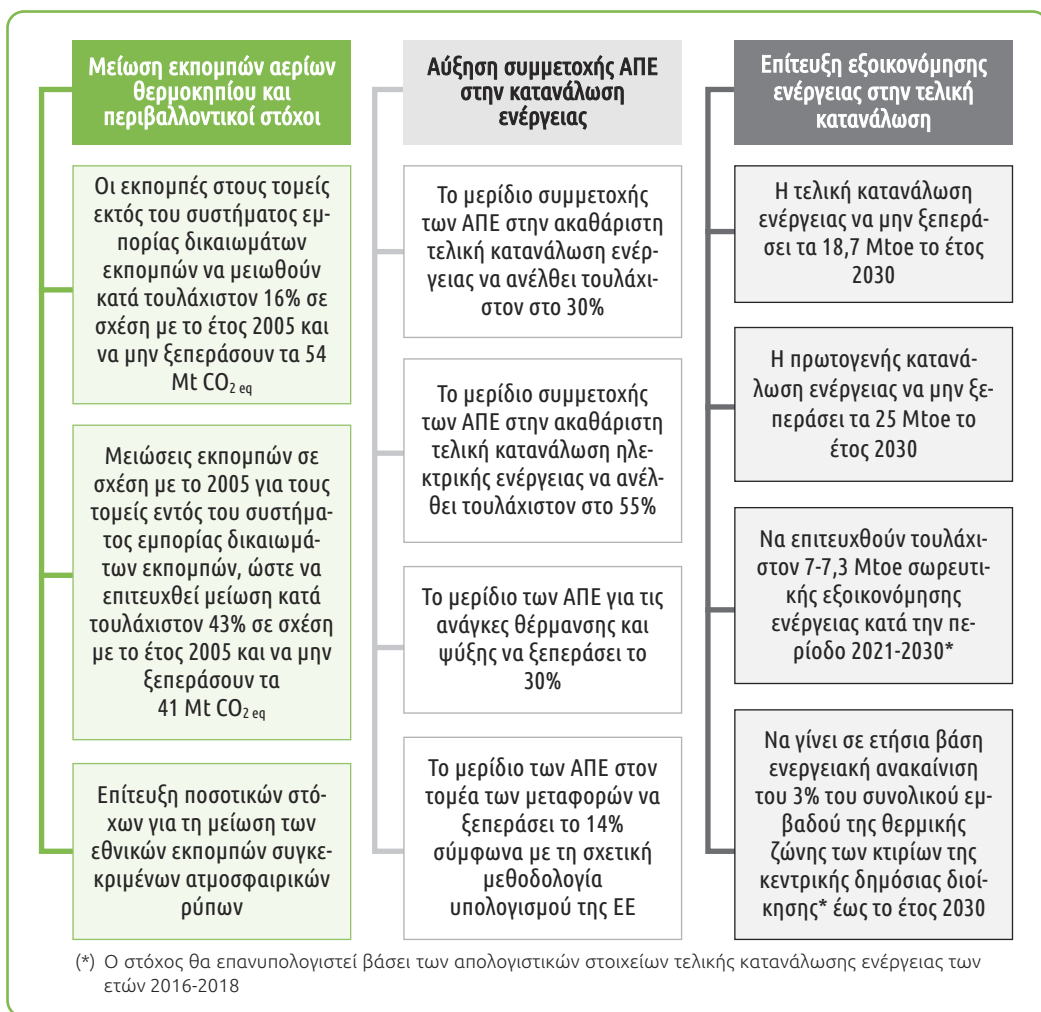 Μείωση εκπομπών αερίων
θερμοκηπίου και
περιβαλλοντικοί στόχοι
Οι εκπομπές στους τομείς
εκτός του συστήματος εμ-
πορίας δικαιωμάτων
εκπομπών να μειωθούν
κατά τουλάχιστον 16% σε
σχέση με το έτος 2005 και
να μην ξεπεράσουν τα 54
Mt CO2 eq
Μειώσεις εκπομπών σε
σχέση με το 2005 για τους
τομείς εντός του συστήμα-
τος εμπορίας δικαιωμά-
των εκπομπών, ώστε να
επιτευχθεί μείωση κατά
τουλάχιστον 43% σε σχέση
με το έτος 2005 και να μην
ξεπεράσουν τα
41 Mt CO2 eq
Επίτευξη ποσοτικών στό-
χων για τη μείωση των
εθνικών εκπομπών συγκε-
κριμένων ατμοσφαιρικών
ρύπων
Αύξηση συμμετοχής ΑΠΕ
στην κατανάλωση
ενέργειας
Το μερίδιο συμμετοχής
των ΑΠΕ στην ακαθάριστη
τελική κατανάλωση ενέρ-
γειας να ανέλθει τουλάχι-
στον στο 30%
Το μερίδιο συμμετοχής
των ΑΠΕ στην ακαθάριστη
τελική κατανάλωση ηλε-
κτρικής ενέργειας να ανέλ-
θει τουλάχιστον στο 55%
Το μερίδιο των ΑΠΕ για τις
ανάγκες θέρμανσης και
ψύξης να ξεπεράσει το
30%
Το μερίδιο των ΑΠΕ στον
τομέα των μεταφορών να
ξεπεράσει το 14%
σύμφωνα με τη σχετική
μεθοδολογία
υπολογισμού της ΕΕ
Επίτευξη εξοικονόμησης
ενέργειας στην τελική
κατανάλωση
Η τελική κατανάλωση
ενέργειας να μην ξεπερά-
σει τα 18,7 Mtoe το έτος
2030
Η πρωτογενής κατανά-
λωση ενέργειας να μην ξε-
περάσει τα 25 Mtoe το
έτος 2030
Να επιτευχθούν τουλάχι-
στον 7-7,3 Mtoe σωρευτι-
κής εξοικονόμησης
ενέργειας κατά την πε-
ρίοδο 2021-2030*
Να γίνει σε ετήσια βάση
ενεργειακή ανακαίνιση
του 3% του συνολικού εμ-
βαδού της θερμικής
ζώνης των κτιρίων της
κεντρικής δημόσιας διοί-
κησης* έως το έτος 2030
(*) Ο στόχος θα επανυπολογιστεί βάσει των απολογιστικών στοιχείων τελικής κατανάλωσης ενέργειας των
ετών 2016-2018